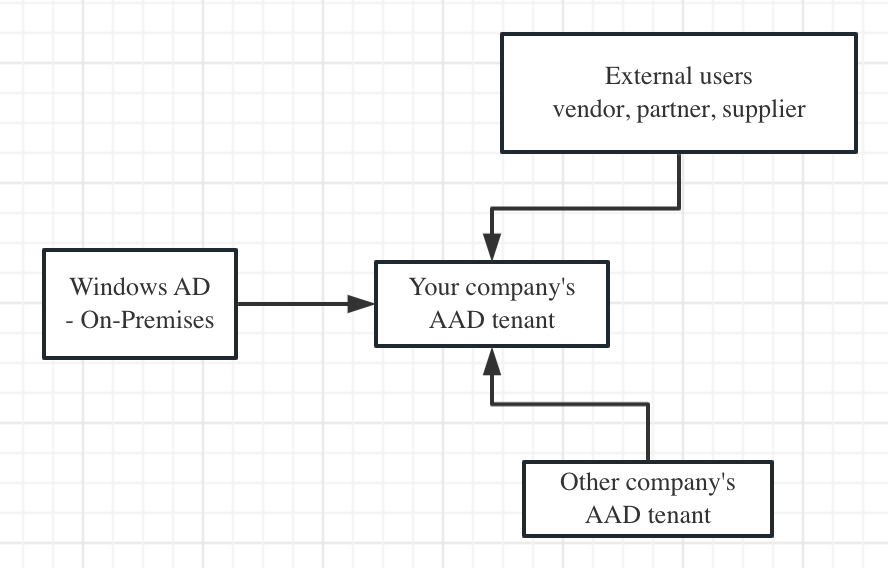 External users
vendor, partner, supplier
Windows AD
- On-Premises
Your company's
AAD tenant
Other company's
AAD tenant